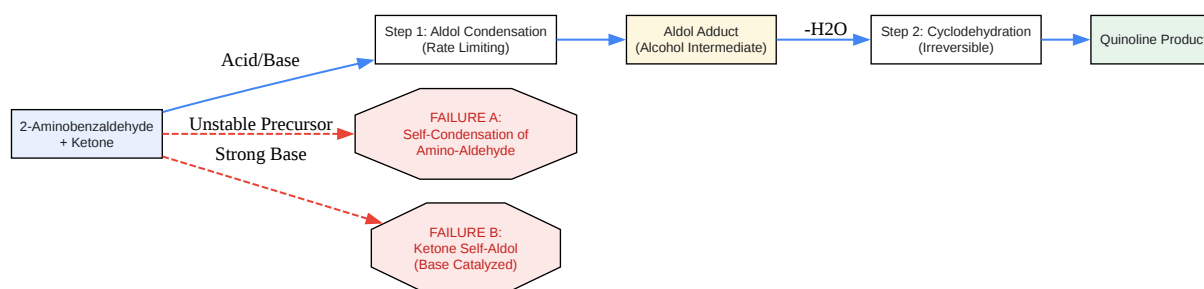 2-Aminobenzaldehyde
+ Ketone
Acid/Base
Step 1: Aldol Condensation
(Rate Limiting)
Aldol Adduct
(Alcohol Intermediate)
-H2O
Step 2: Cyclodehydration
(Irreversible)
Quinoline Product
Unstable Precursor
FAILURE A:
Self-Condensation of
Amino-Aldehyde
Strong Base
FAILURE B:
Ketone Self-Aldol
(Base Catalyzed)